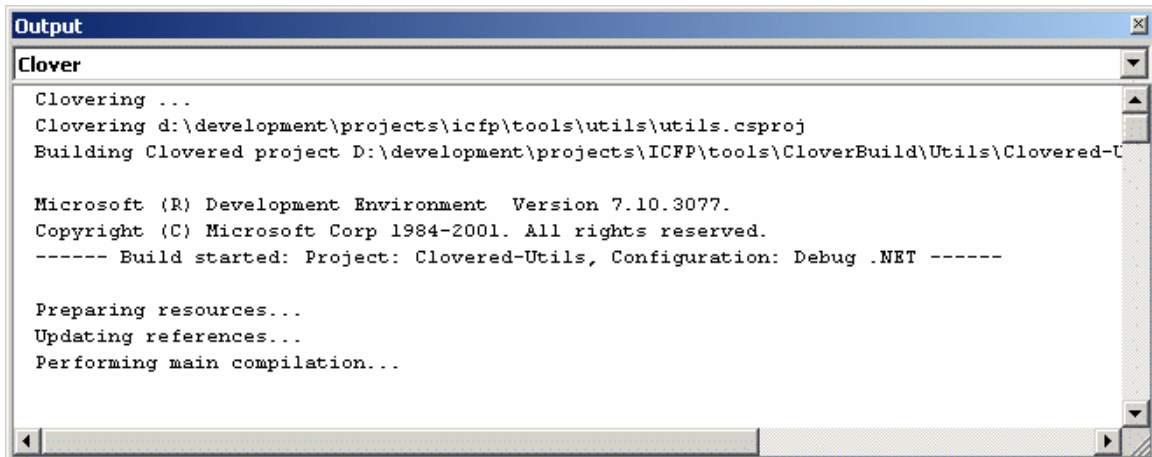 Output
Clover
Clovering ...
Clovering d:\development\projects\icfp\tools\utils\utils.csproj
Building Clovered project D:\development\projects\ICFP\tools\CloverBuild\Utils\Clovered-U
Microsoft (R) Development Environment  Version 7.10.3077.
Copyright (C) Microsoft Corp 1984-2001. All rights reserved.
------ Build started: Project: Clovered-Utils, Configuration: Debug .NET ------
Preparing resources...
Updating references...
Performing main compilation...